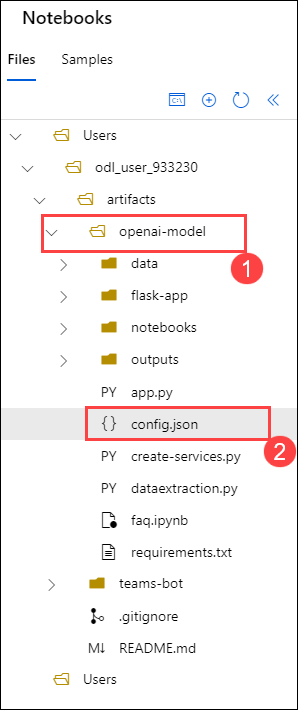 Notebooks
Files Samples
C:\
Users
odl_user_933230
artifacts
openai-model
1
data
flask-app
notebooks
outputs
PY app.py
{} config.json
2
PY create-services.py
PY dataextraction.py
faq.ipynb
requirements.txt
teams-bot
.gitignore
M↓ README.md
Users